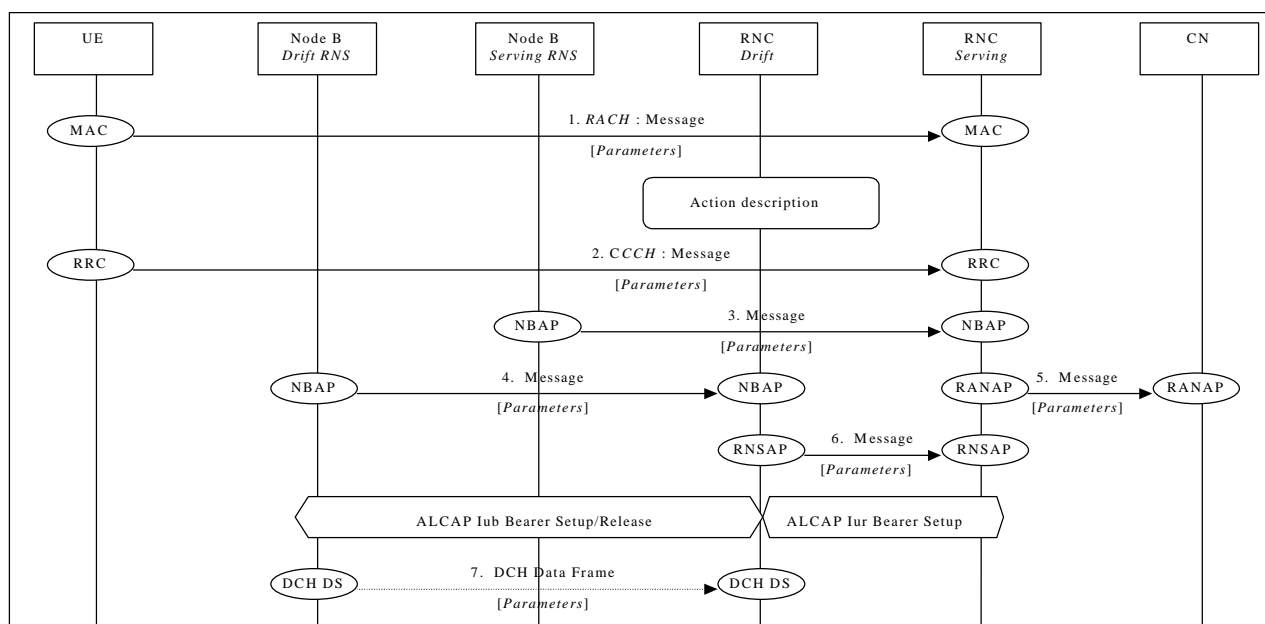 UE
Node B
Drift RNS
Node B
Serving RNS
RNC
Drift
RNC
Serving
CN
MAC
1. RACH : Message
[Parameters]
MAC
Action description
RRC
2. CCCH : Message
[Parameters]
RRC
NBAP
3. Message
[Parameters]
NBAP
NBAP
4. Message
[Parameters]
NBAP
RANAP
5. Message
[Parameters]
RANAP
RNSAP
6. Message
[Parameters]
RNSAP
ALCAP Iub Bearer Setup/Release
ALCAP Iur Bearer Setup
DCH DS
7. DCH Data Frame
[Parameters]
DCH DS